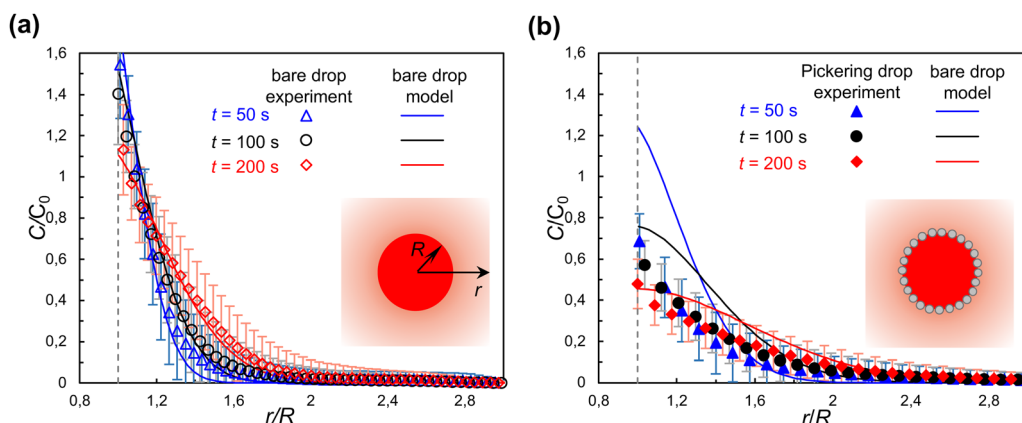 (a)
1,6
1,4
1,2
1
0,8
0,6
0,4
0,2
0
C/C0
bare drop experiment
bare drop model
t = 50 s
t = 100 s
t = 200 s
R
r
0,8
1,2
1,6
2
2,4
2,8
r/R
(b)
1,6
1,4
1,2
1
0,8
0,6
0,4
0,2
0
C/C0
Pickering drop experiment
bare drop model
t = 50 s
t = 100 s
t = 200 s
0,8
1,2
1,6
2
2,4
2,8
r/R